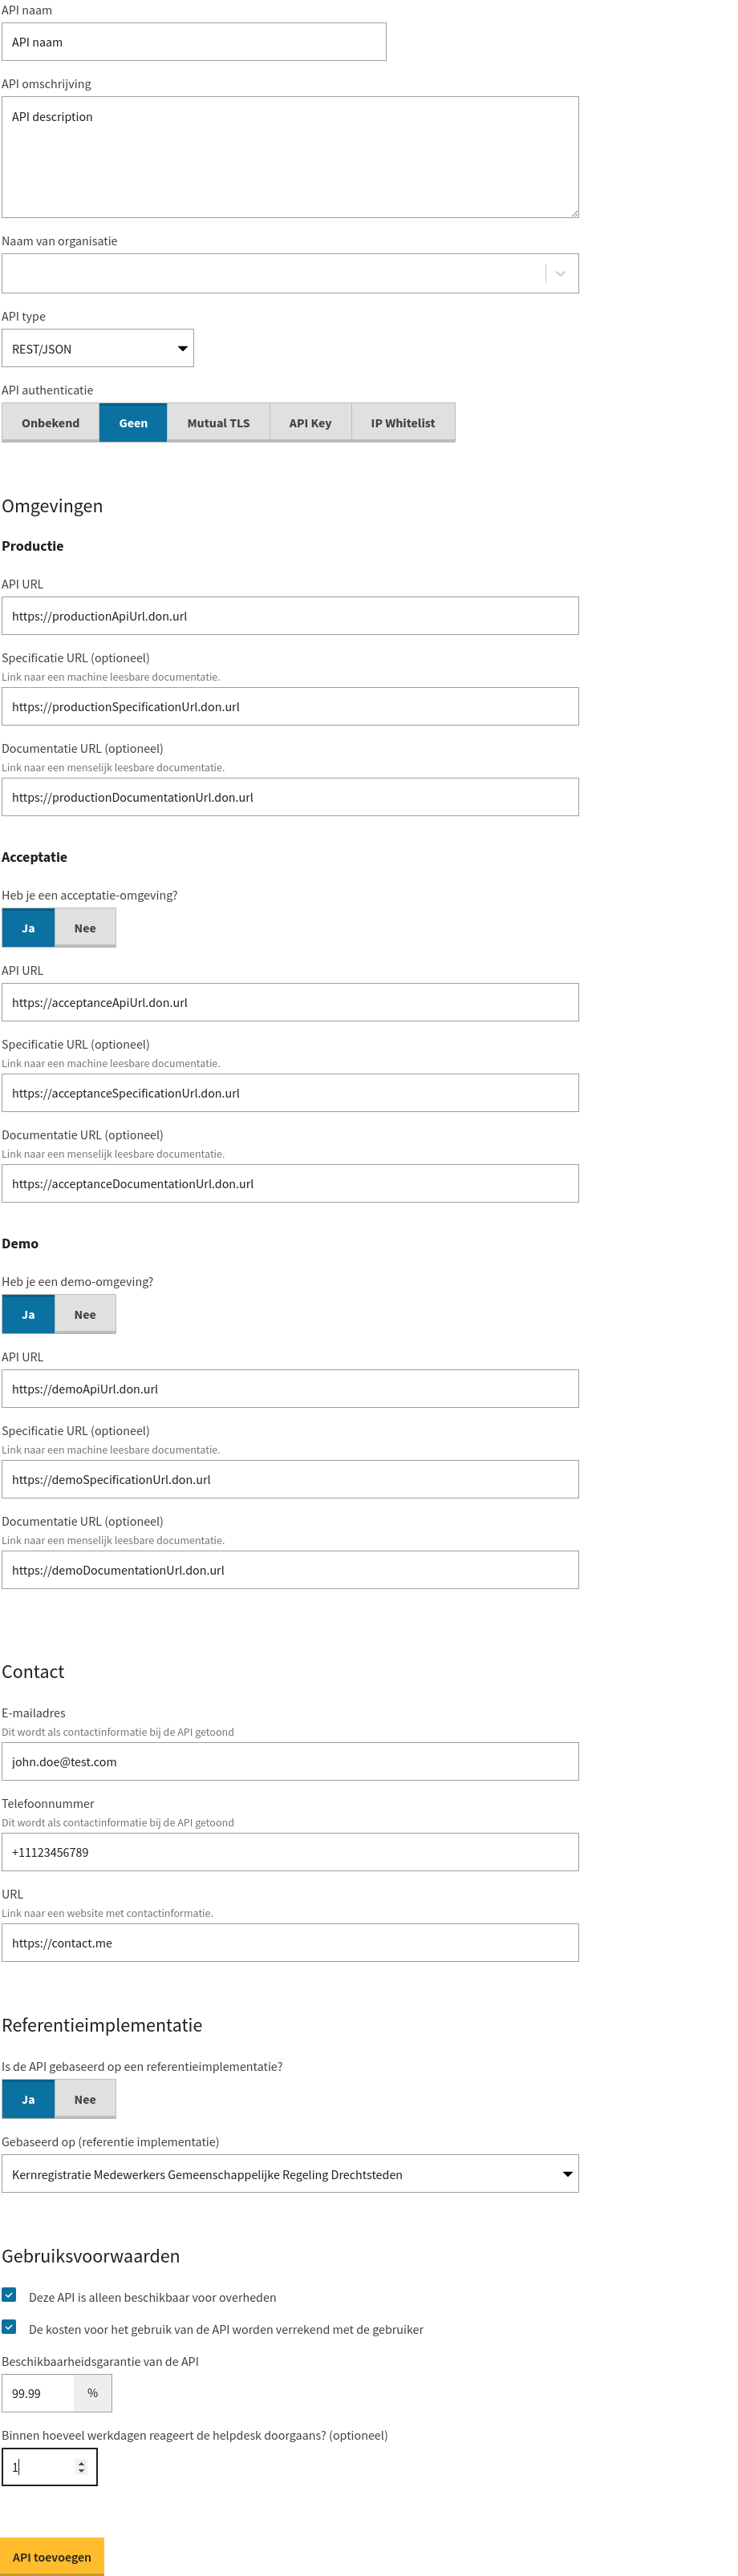 API naam
API naam
API omschrijving
API description
Naam van organisatie
API type
REST/JSON
API authenticatie
Onbekend Geen Mutual TLS API Key IP Whitelist
Omgevingen
Productie
API URL
https://productionApiUrl.don.url
Specificatie URL (optioneel)
Link naar een machine leesbare documentatie.
https://productionSpecificationUrl.don.url
Documentatie URL (optioneel)
Link naar een menselijk leesbare documentatie.
https://productionDocumentationUrl.don.url
Acceptatie
Heb je een acceptatie-omgeving?
Ja Nee
API URL
https://acceptanceApiUrl.don.url
Specificatie URL (optioneel)
Link naar een machine leesbare documentatie.
https://acceptanceSpecificationUrl.don.url
Documentatie URL (optioneel)
Link naar een menselijk leesbare documentatie.
https://acceptanceDocumentationUrl.don.url
Demo
Heb je een demo-omgeving?
Ja Nee
API URL
https://demoApiUrl.don.url
Specificatie URL (optioneel)
Link naar een machine leesbare documentatie.
https://demoSpecificationUrl.don.url
Documentatie URL (optioneel)
Link naar een menselijk leesbare documentatie.
https://demoDocumentationUrl.don.url
Contact
E-mailadres
Dit wordt als contactinformatie bij de API getoond
john.doe@test.com
Telefoonnummer
Dit wordt als contactinformatie bij de API getoond
+11123456789
URL
Link naar een website met contactinformatie.
https://contact.me
Referentieimplementatie
Is de API gebaseerd op een referentieimplementatie?
Ja Nee
Gebaseerd op (referentie implementatie)
Kernregistratie Medewerkers Gemeenschappelijke Regeling Drechtsteden
Gebruiksvoorwaarden
Deze API is alleen beschikbaar voor overheden
De kosten voor het gebruik van de API worden verrekend met de gebruiker
Beschikbaarheidsgarantie van de API
99.99 %
Binnen hoeveel werkdagen reageert de helpdesk doorgaans? (optioneel)
1
API toevoegen